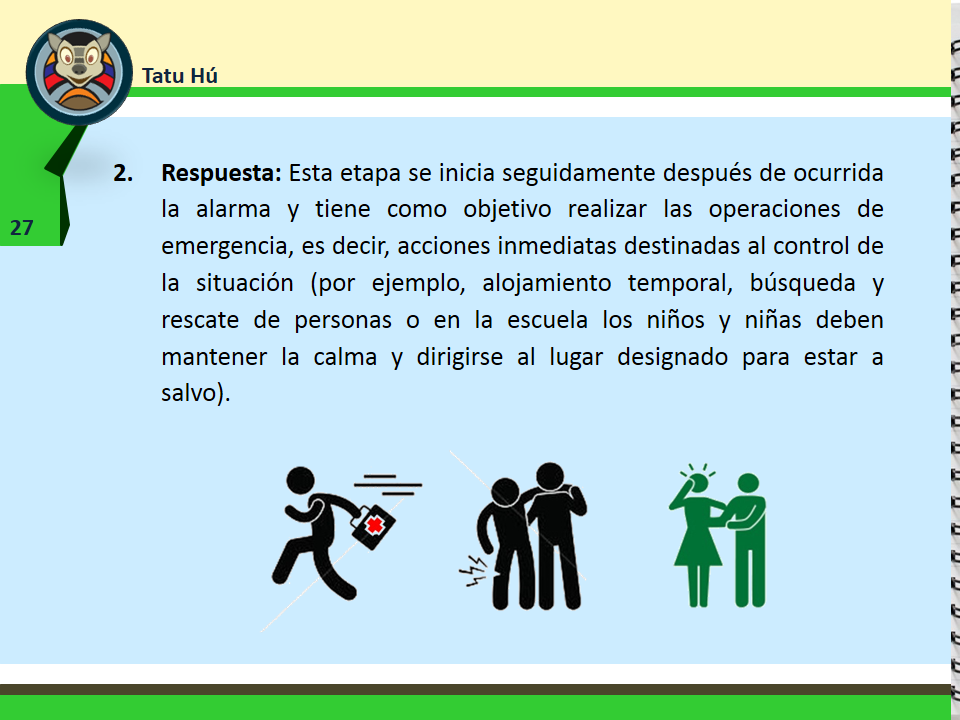 Tatu Hú
27
2. Respuesta: Esta etapa se inicia seguidamente después de ocurrida
la alarma y tiene como objetivo realizar las operaciones de
emergencia, es decir, acciones inmediatas destinadas al control de
la situación (por ejemplo, alojamiento temporal, búsqueda y
rescate de personas o en la escuela los niños y niñas deben
mantener la calma y dirigirse al lugar designado para estar a
salvo).